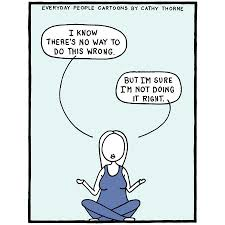 EVERYDAY PEOPLE CARTOONS BY CATHY THORNE
I KNOW
THERE'S NO WAY TO
DO THIS WRONG.
BUT I'M SURE
I'M NOT DOING
IT RIGHT.